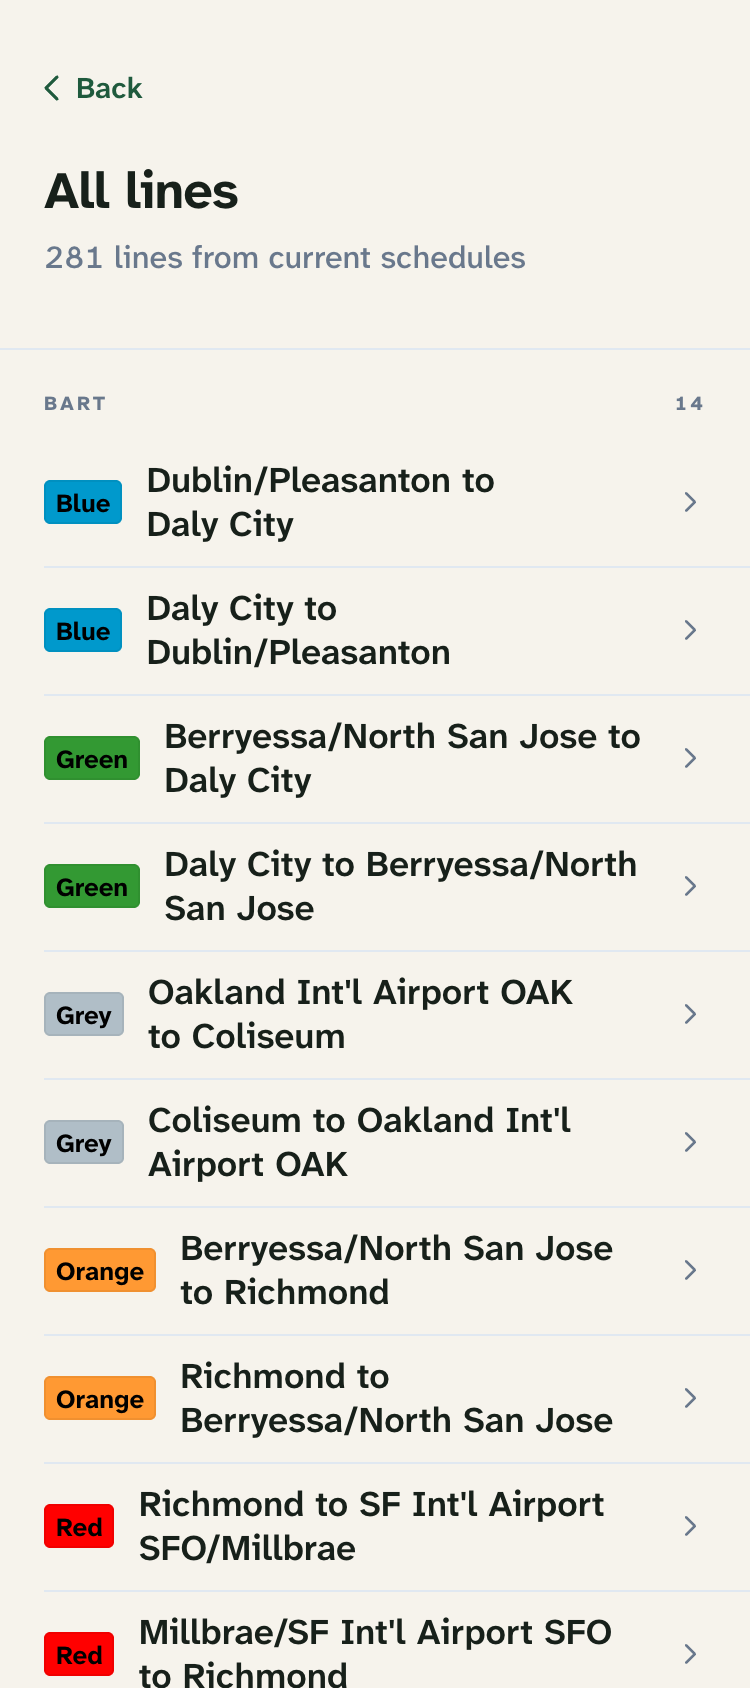 Back
All lines
281 lines from current schedules
BART 14
Blue
Dublin/Pleasanton to
Daly City
Blue
Daly City to
Dublin/Pleasanton
Green
Berryessa/North San Jose to
Daly City
Green
Daly City to Berryessa/North
San Jose
Grey
Oakland Int'l Airport OAK
to Coliseum
Grey
Coliseum to Oakland Int'l
Airport OAK
Orange
Berryessa/North San Jose
to Richmond
Orange
Richmond to
Berryessa/North San Jose
Red
Richmond to SF Int'l Airport
SFO/Millbrae
Red
Millbrae/SF Int'l Airport SFO
to Richmond